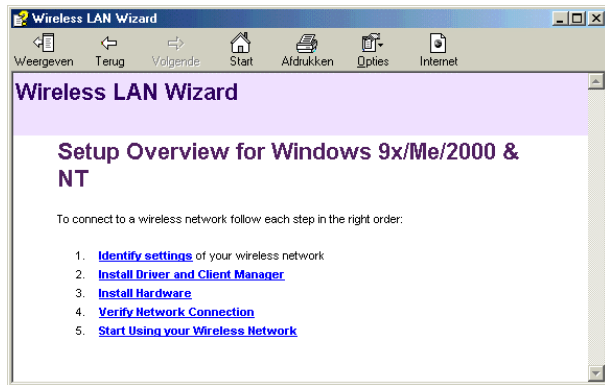 Wireless LAN Wizard
Weergeven Terug Volgende Start Afdrukken Opties Internet
Wireless LAN Wizard
Setup Overview for Windows 9x/Me/2000 &
NT
To connect to a wireless network follow each step in the right order:
1. Identify settings of your wireless network
2. Install Driver and Client Manager
3. Install Hardware
4. Verify Network Connection
5. Start Using your Wireless Network